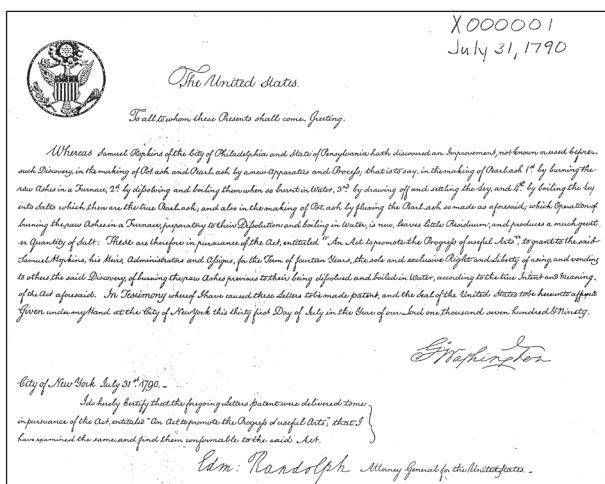 X000001
July 31, 1790
The United States.
To all to whom these Presents shall come. Greeting.
Whereas Samuel Hopkins of the City of Philadelphia and State of Pensylvania hath discovered an Improvement, not known or used before
such Discovery, in the making of Pot ash and Pearl ash by a new Apparatus and Process; that is to say, in the making of Pearl ash 1st by burning the
raw Ashes in a Furnace, 2d by dissolving and boiling them when so burnt in Water, 3rd by drawing off and settling the Ley, and 4th by boiling the Ley
into Salts which then are the true Pearl ash; and also in the making of Pot ash by fluxing the Pearl ash so made as aforesaid; which Operation of
burning the raw Ashes in a Furnace, preparatory to their Dissolution and boiling in Water, is new, leaves little Residuum; and produces a much great
er Quantity of Salt: These are therefore in pursuance of the Act, entituled "An Act to promote the Progress of useful Arts", to grant to the said
Samuel Hopkins, his Heirs, Administrators and Assigns, for the Term of fourteen Years, the sole and exclusive Right and Liberty of using, and vending
to others the said Discovery, of burning the raw Ashes previous to their being dissolved and boiled in Water, according to the true Intent and Meaning
of the Act aforesaid. In Testimony whereof I have caused these Letters to be made patent, and the Seal of the United States to be hereunto affixed
Given under my Hand at the City of New York this thirty first Day of July in the Year of our Lord one thousand seven hundred & Ninety.
G. Washington
City of New York July 31st 1790. -
I do hereby Certify that the foregoing Letters patent were delivered to me
in pursuance of the Act, entituled "An Act to promote the Progress of useful Arts"; that I
have examined the same, and find them conformable to the said Act.
Edm: Randolph Attorney General for the United States. -